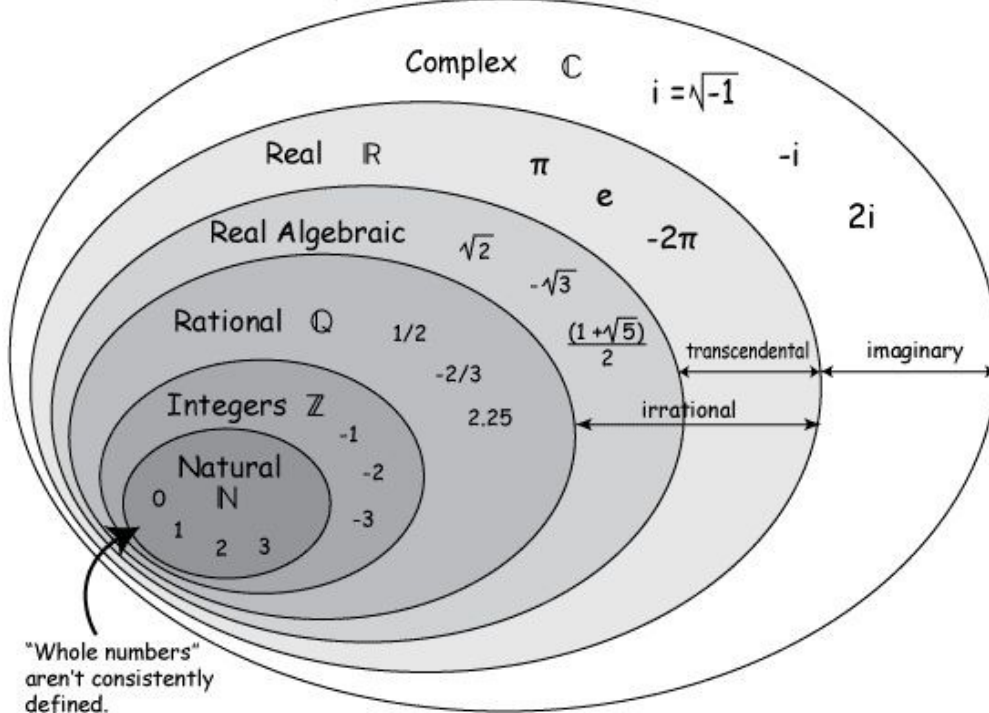 Complex ℂ
i = √-1
-i
2i
Real ℝ
π
e
-2π
Real Algebraic
√2
-√3
(1 +√5)
2
Rational ℚ
1/2
-2/3
2.25
transcendental
imaginary
irrational
Integers ℤ
-1
-2
-3
Natural
ℕ
0
1
2
3
"Whole numbers"
aren't consistently
defined.